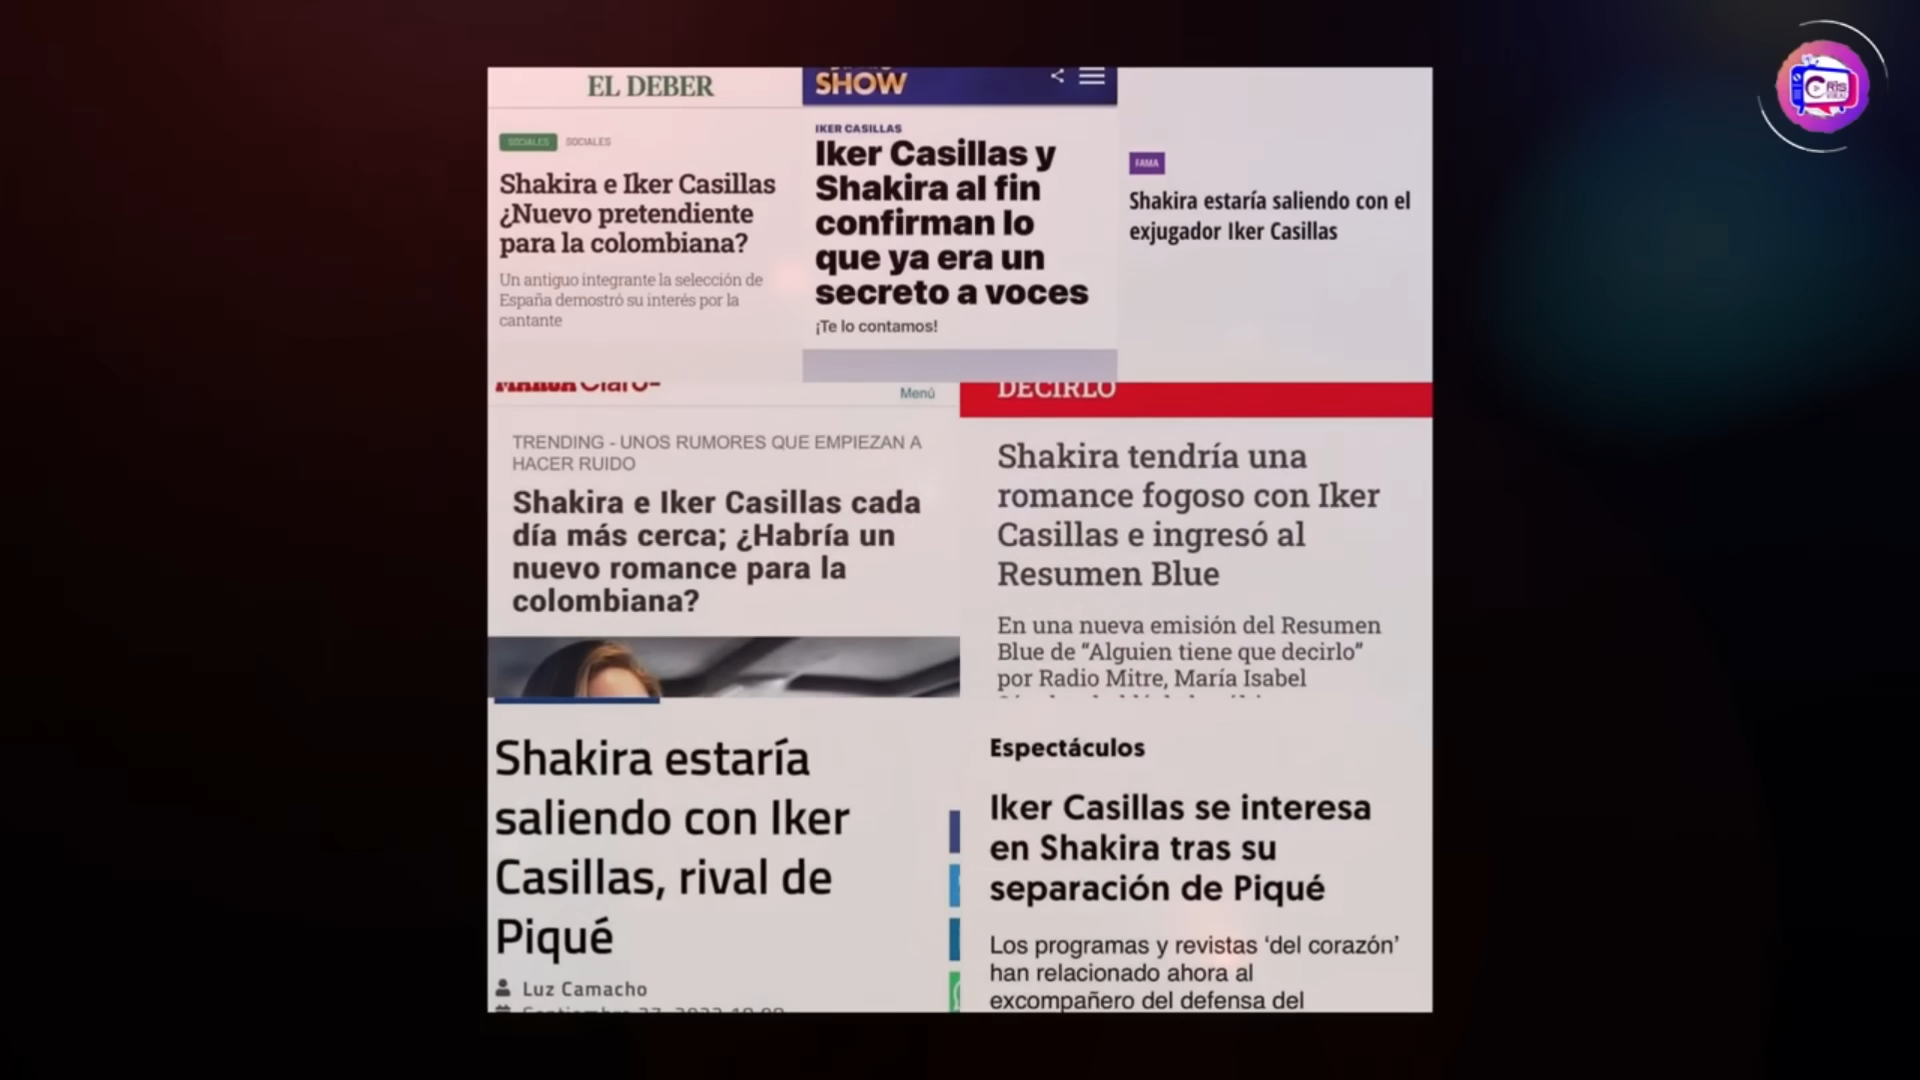 EL DEBER
SOCIALES SOCIALES
Shakira e Iker Casillas
¿Nuevo pretendiente
para la colombiana?
Un antiguo integrante la selección de
España demostró su interés por la
cantante
SHOW
IKER CASILLAS
Iker Casillas y
Shakira al fin
confirman lo
que ya era un
secreto a voces
¡Te lo contamos!
FAMA
Shakira estaría saliendo con el
exjugador Iker Casillas
MARCA Claro-
Menú
TRENDING - UNOS RUMORES QUE EMPIEZAN A
HACER RUIDO
Shakira e Iker Casillas cada
día más cerca; ¿Habría un
nuevo romance para la
colombiana?
DECIRLO
Shakira tendría una
romance fogoso con Iker
Casillas e ingresó al
Resumen Blue
En una nueva emisión del Resumen
Blue de “Alguien tiene que decirlo”
por Radio Mitre, María Isabel
Shakira estaría
saliendo con Iker
Casillas, rival de
Piqué
Luz Camacho
Espectáculos
Iker Casillas se interesa
en Shakira tras su
separación de Piqué
Los programas y revistas ‘del corazón’
han relacionado ahora al
excompañero del defensa del
CRIS